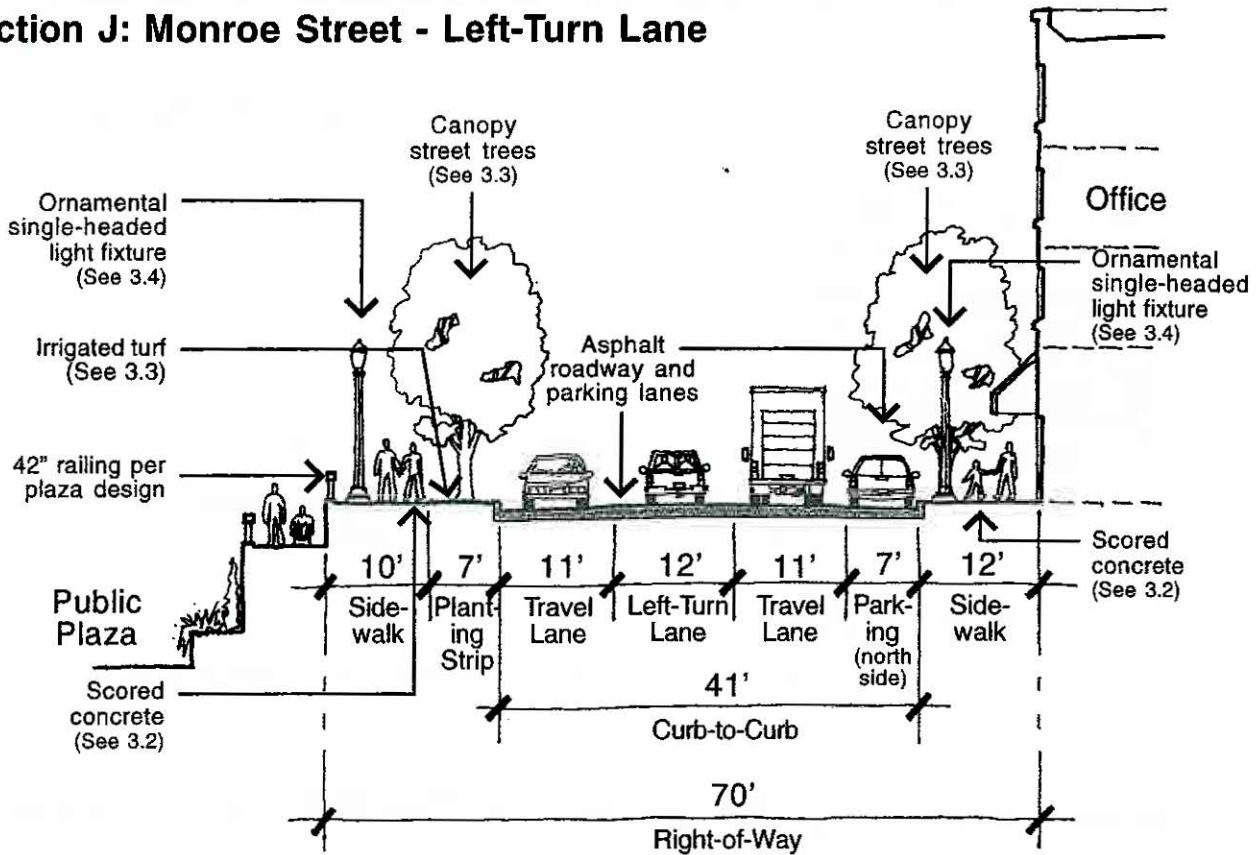 ction J: Monroe Street - Left-Turn Lane
Canopy
street trees
(See 3.3)
Canopy
street trees
(See 3.3)
Ornamental
single-headed
light fixture
(See 3.4)
Office
Ornamental
single-headed
light fixture
(See 3.4)
Irrigated turf
(See 3.3)
Asphalt
roadway and
parking lanes
42" railing per
plaza design
Scored
concrete
(See 3.2)
10' 7' 11' 12' 11' 7' 12'
Public
Plaza
Side-
walk
Plant-
ing
Strip
Travel
Lane
Left-Turn
Lane
Travel
Lane
Park-
ing
(north
side)
Side-
walk
Scored
concrete
(See 3.2)
41'
Curb-to-Curb
70'
Right-of-Way